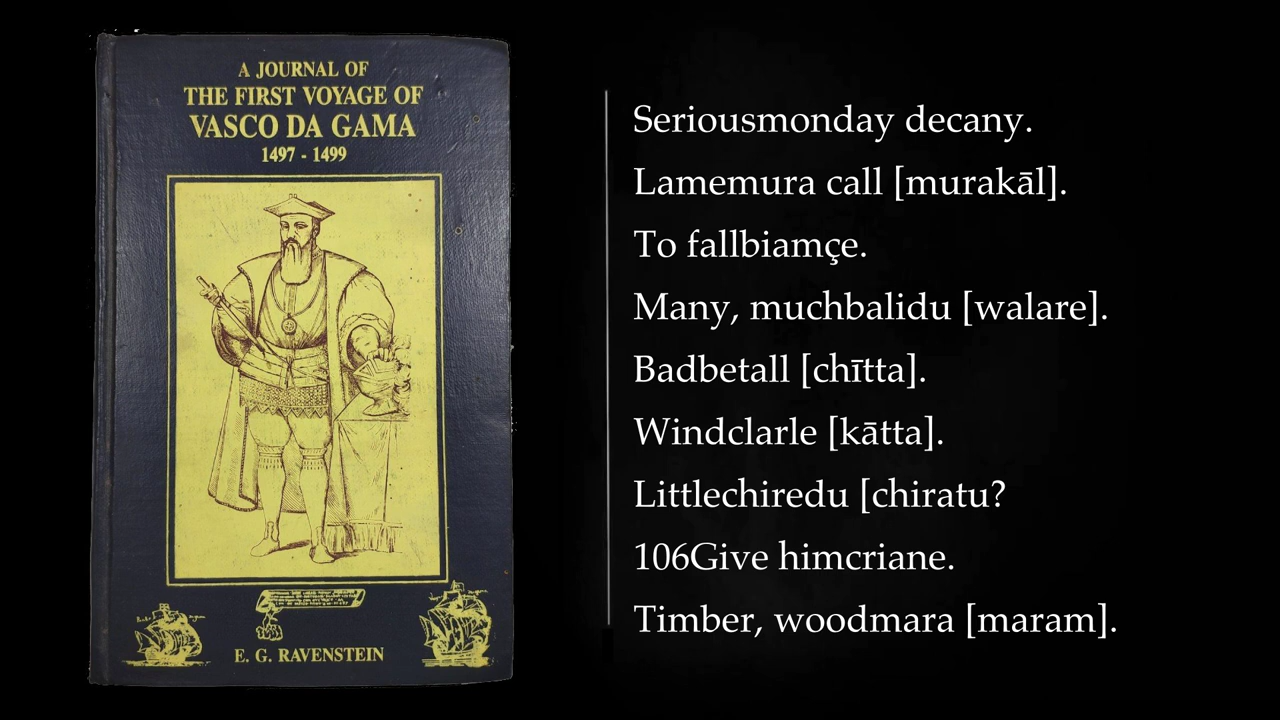 A JOURNAL OF
THE FIRST VOYAGE OF
VASCO DA GAMA
1497 - 1499
E. G. RAVENSTEIN
Seriousmonday decany.
Lamemura call [murakāl].
To fallbiamçe.
Many, muchbalidu [walare].
Badbetall [chītta].
Windclarle [kātta].
Littlechiredu [chiratu?
106Give himcriane.
Timber, woodmara [maram].